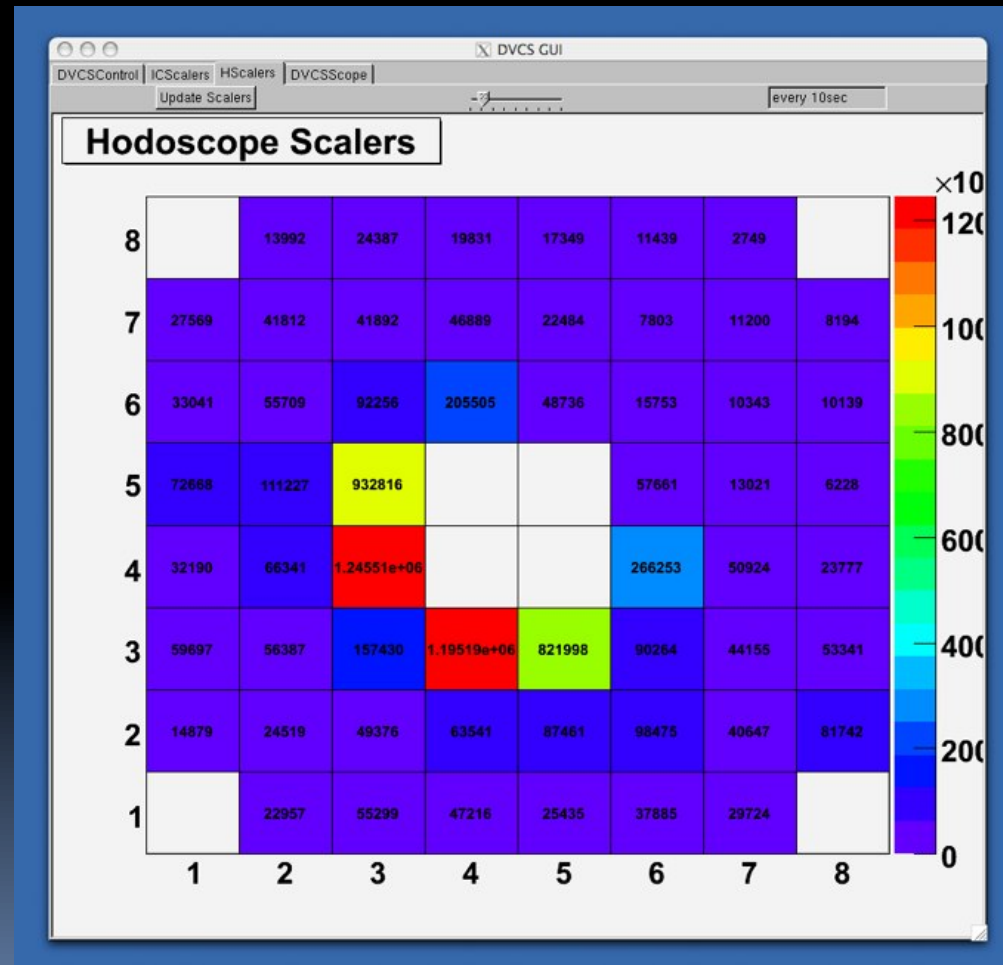 X DVCS GUI
DVCSControl ICScalers HScalers DVCSScope
Update Scalers every 10sec
Hodoscope Scalers
×10
120
8 13992 24387 19831 17349 11439 2749
7 27569 41812 41892 46889 22484 7803 11200 8194
100
6 33041 55709 92256 205505 48736 15753 10343 10139
800
5 72668 111227 932816 57661 13021 6228
600
4 32190 66341 1.24551e+06 266253 50924 23777
3 59697 56387 157430 1.19519e+06 821998 90264 44155 53341
400
2 14879 24519 49376 63541 87461 98475 40647 81742
200
1 22957 55299 47216 25435 37885 29724
0
1 2 3 4 5 6 7 8